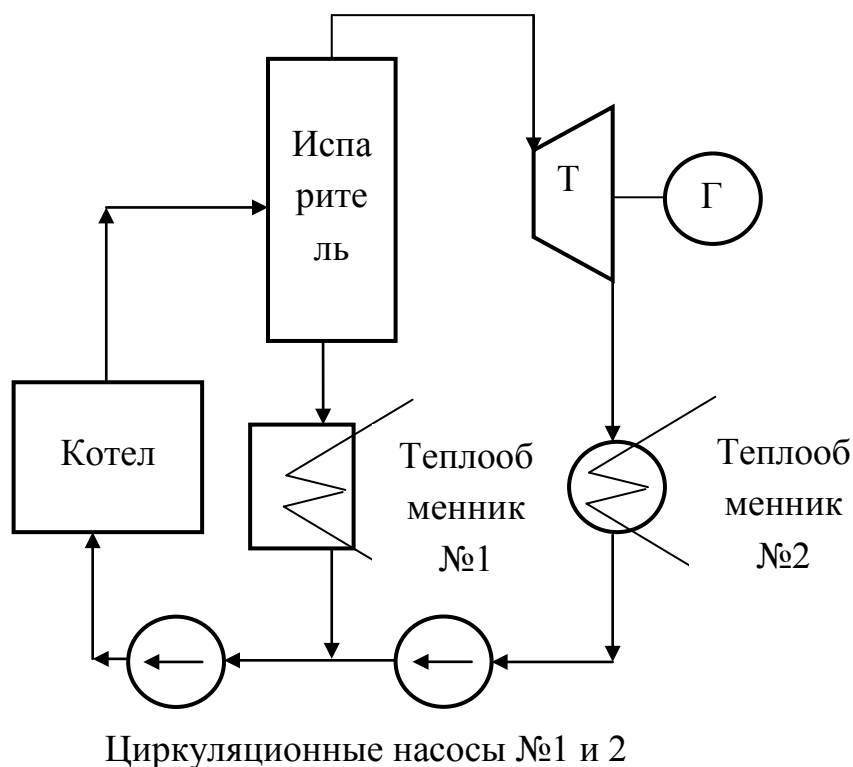 Испа
рите
ль
Т
Г
Котел
Теплооб
менник
№1
Теплооб
менник
№2
Циркуляционные насосы №1 и 2